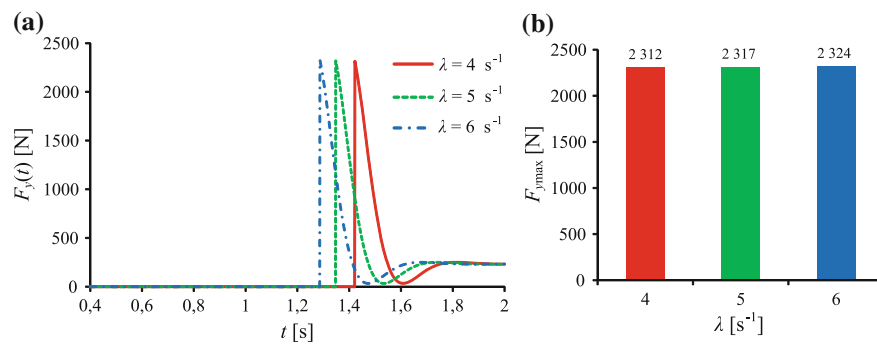 (a)
2500
2000
1500
1000
500
0
F_y(t) [N]
0,4 0,6 0,8 1 1,2 1,4 1,6 1,8 2
t [s]
λ = 4 s⁻¹
λ = 5 s⁻¹
λ = 6 s⁻¹
(b)
2500
2000
1500
1000
500
0
F_ymax [N]
2 312 2 317 2 324
4 5 6
λ [s⁻¹]